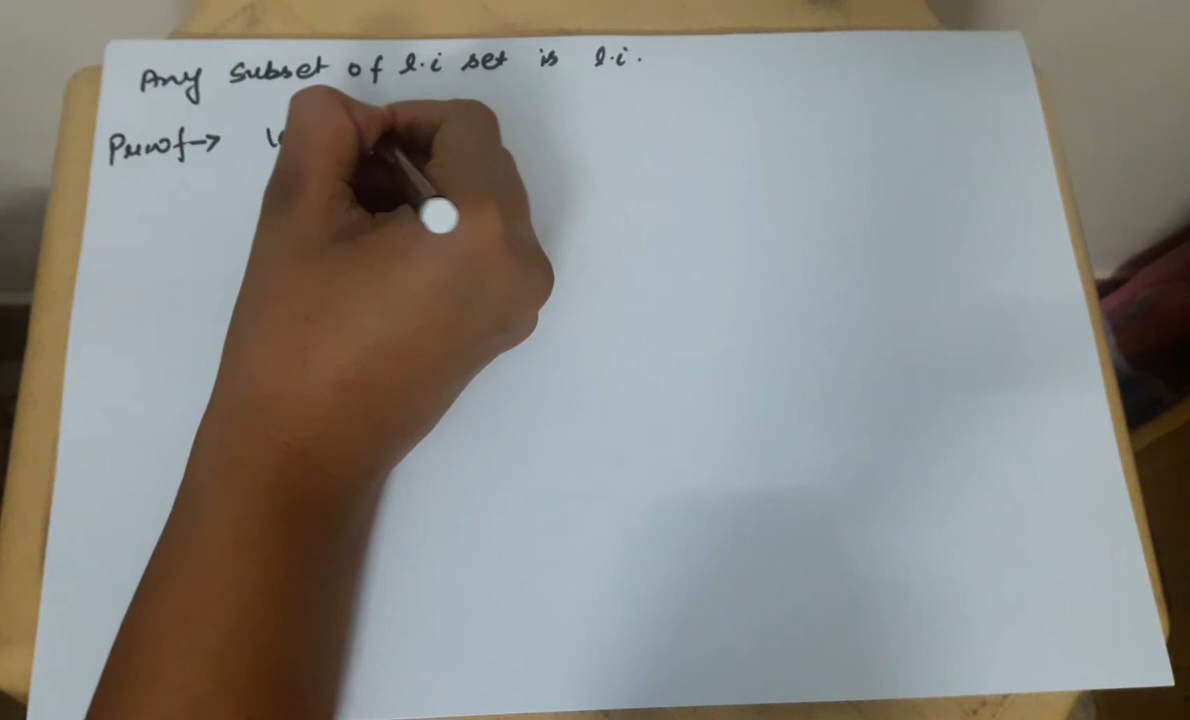 Any subset of l.i set is l.i.
Proof→